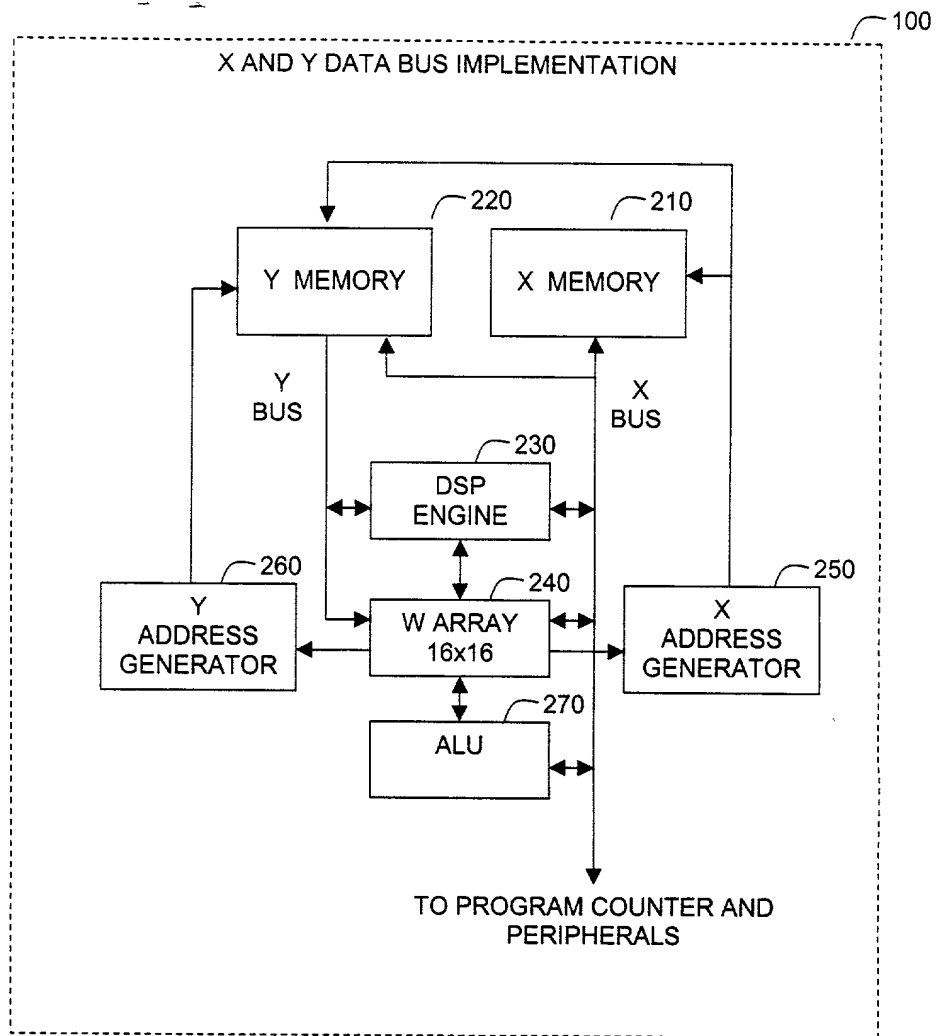 100
X AND Y DATA BUS IMPLEMENTATION
220
210
Y MEMORY
X MEMORY
Y
BUS
X
BUS
230
DSP
ENGINE
260
240
250
Y
ADDRESS
GENERATOR
W ARRAY
16x16
X
ADDRESS
GENERATOR
270
ALU
TO PROGRAM COUNTER AND
PERIPHERALS